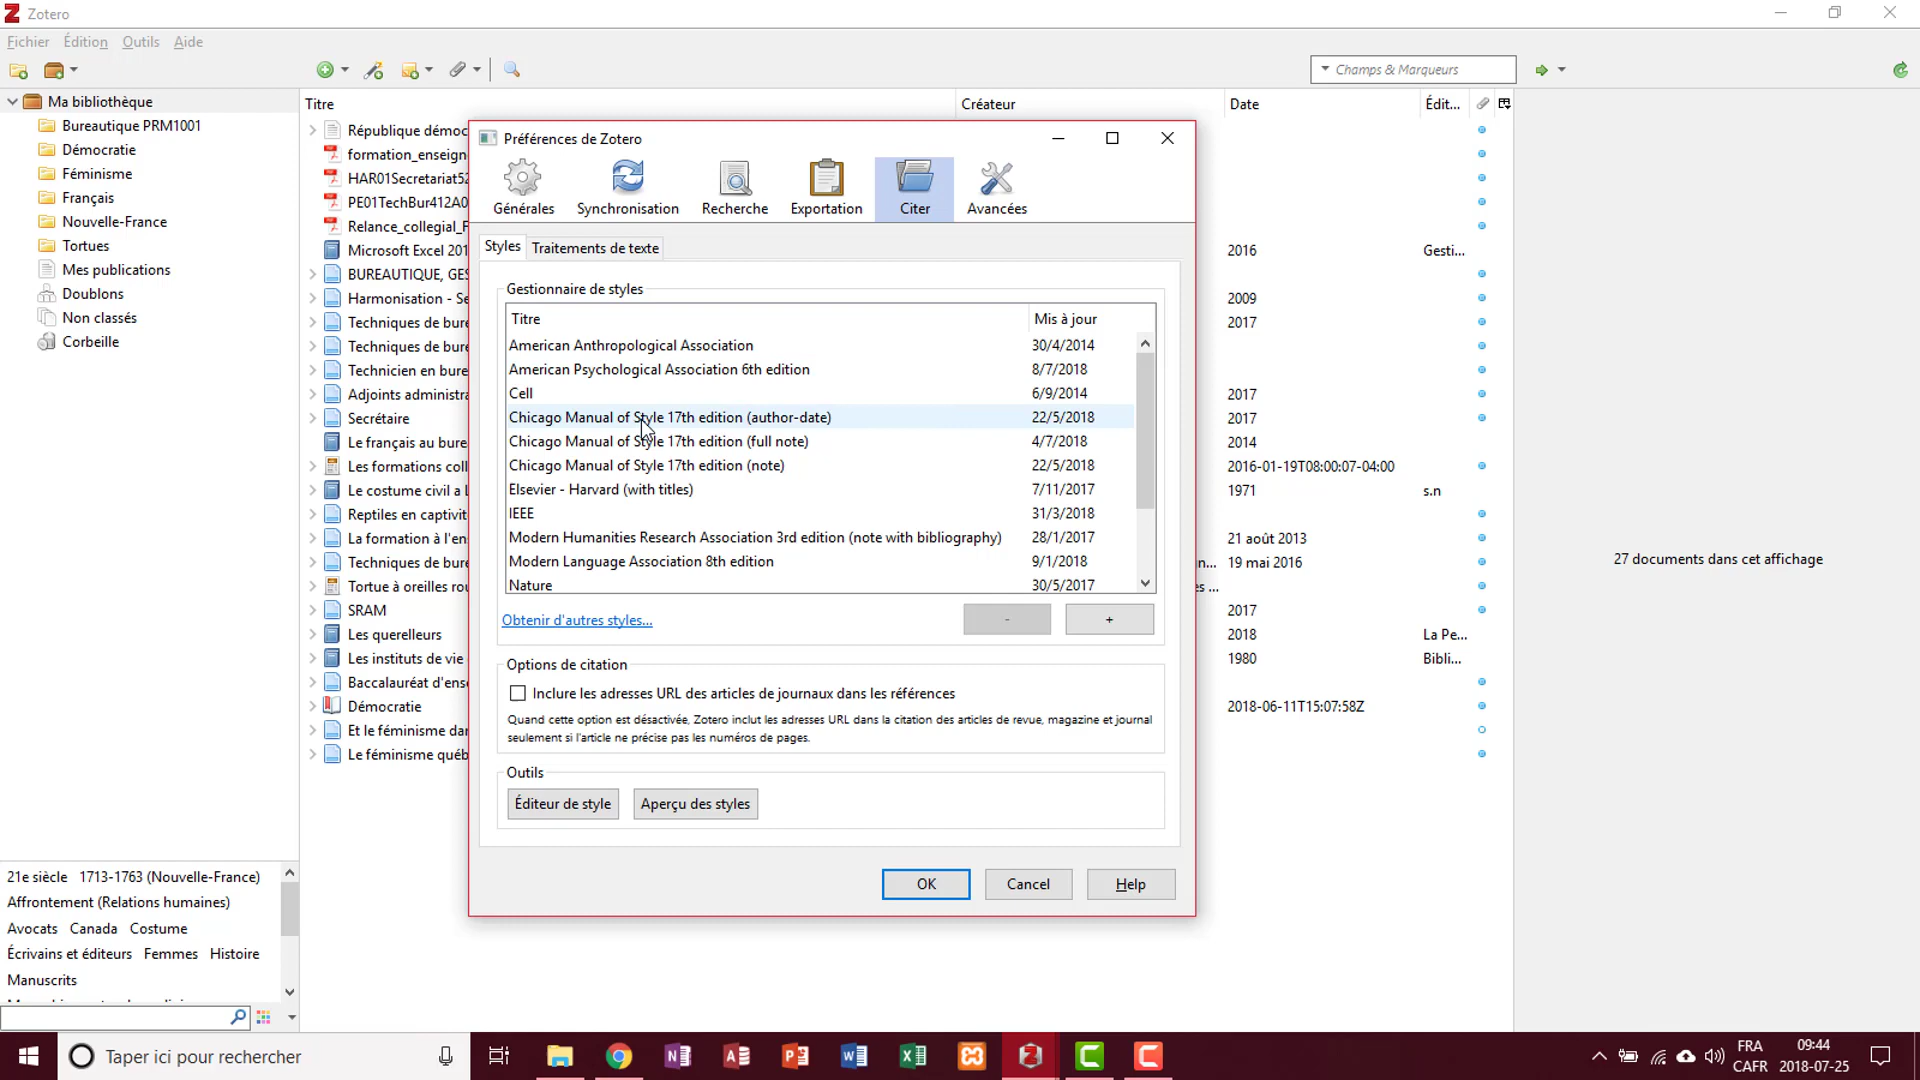 Zotero
Fichier Édition Outils Aide
Champs & Marqueurs
Ma bibliothèque
Bureautique PRM1001
Démocratie
Féminisme
Français
Nouvelle-France
Tortues
Mes publications
Doublons
Non classés
Corbeille
21e siècle 1713-1763 (Nouvelle-France)
Affrontement (Relations humaines)
Avocats Canada Costume
Écrivains et éditeurs Femmes Histoire
Manuscrits
Titre Créateur Date Édit...
République démoc
formation_enseign
HAR01Secretariat52
PE01TechBur412A0
Relance_collegial_F
Microsoft Excel 201 2016 Gesti...
BUREAUTIQUE, GES
Harmonisation - Se 2009
Techniques de bure 2017
Techniques de bure
Technicien en bure
Adjoints administra 2017
Secrétaire 2017
Le français au burea 2014
Les formations coll 2016-01-19T08:00:07-04:00
Le costume civil a L 1971 s.n
Reptiles en captivit
La formation à l'ens 21 août 2013
Techniques de bure n... 19 mai 2016
Tortue à oreilles rou es ...
SRAM 2017
Les querelleurs 2018 La Pe...
Les instituts de vie 1980 Bibli...
Baccalauréat d'ense
Démocratie 2018-06-11T15:07:58Z
Et le féminisme dan
Le féminisme québ
27 documents dans cet affichage
Préférences de Zotero
Générales Synchronisation Recherche Exportation Citer Avancées
Styles Traitements de texte
Gestionnaire de styles
Titre Mis à jour
American Anthropological Association 30/4/2014
American Psychological Association 6th edition 8/7/2018
Cell 6/9/2014
Chicago Manual of Style 17th edition (author-date) 22/5/2018
Chicago Manual of Style 17th edition (full note) 4/7/2018
Chicago Manual of Style 17th edition (note) 22/5/2018
Elsevier - Harvard (with titles) 7/11/2017
IEEE 31/3/2018
Modern Humanities Research Association 3rd edition (note with bibliography) 28/1/2017
Modern Language Association 8th edition 9/1/2018
Nature 30/5/2017
Obtenir d'autres styles... - +
Options de citation
Inclure les adresses URL des articles de journaux dans les références
Quand cette option est désactivée, Zotero inclut les adresses URL dans la citation des articles de revue, magazine et journal
seulement si l'article ne précise pas les numéros de pages.
Outils
Éditeur de style Aperçu des styles
OK Cancel Help
Taper ici pour rechercher
FRA
CAFR
09:44
2018-07-25